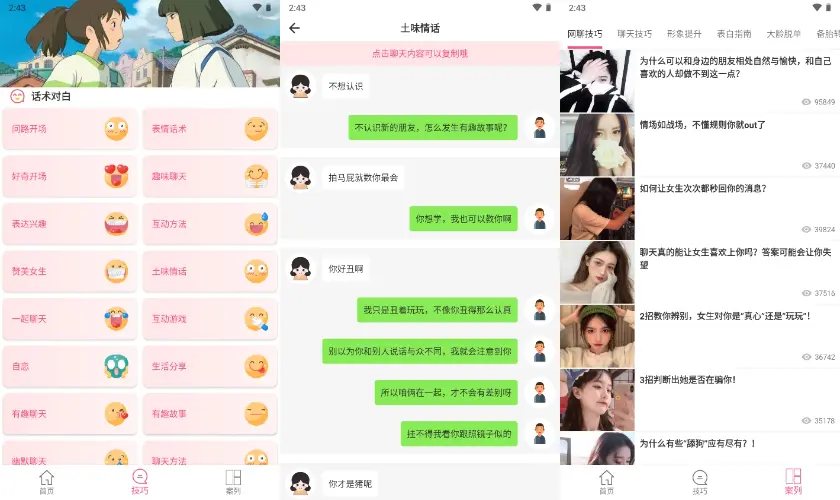 2:43
话术对白
问路开场
表情话术
好奇开场
趣味聊天
表达兴趣
互动方法
赞美女生
土味情话
一起聊天
互动游戏
自恋
生活分享
有趣聊天
有趣故事
幽默聊天
聊天方法
首页
技巧
案列
2:43
土味情话
点击聊天内容可以复制哦
不想认识
不认识新的朋友，怎么发生有趣故事呢？
拍马屁就数你最会
你想学，我也可以教你啊
你好丑啊
我只是丑着玩玩，不像你丑得那么认真
别以为你和别人说话与众不同，我就会注意到你
所以咱俩在一起，才不会有差别呀
怪不得我看你跟照镜子似的
你才是猪呢
2:43
网聊技巧
聊天技巧
形象提升
表白指南
大脸脱单
备胎转
为什么可以和身边的朋友相处自然与愉快，和自己
喜欢的人却做不到这一点？
95849
情场如战场，不懂规则你就out了
37440
如何让女生次次都秒回你的消息？
39824
聊天真的能让女生喜欢上你吗？答案可能会让你失
望
37515
2招教你辨别，女生对你是"真心"还是"玩玩"！
36742
3招判断出她是否在骗你！
35178
为什么有些"舔狗"应有尽有？！
首页
技巧
案列